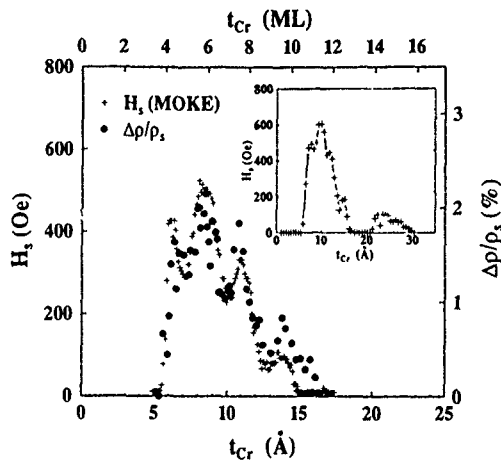 t_Cr (ML)
0 2 4 6 8 10 12 14 16
800
600
400
200
0
H_s (Oe)
+ H_s (MOKE)
● Δρ/ρ_s
800
600
400
200
0
H_s (Oe)
0 10 20 30
t_Cr (Å)
3
2
1
0
Δρ/ρ_s (%)
0 5 10 15 20 25
t_Cr (Å)